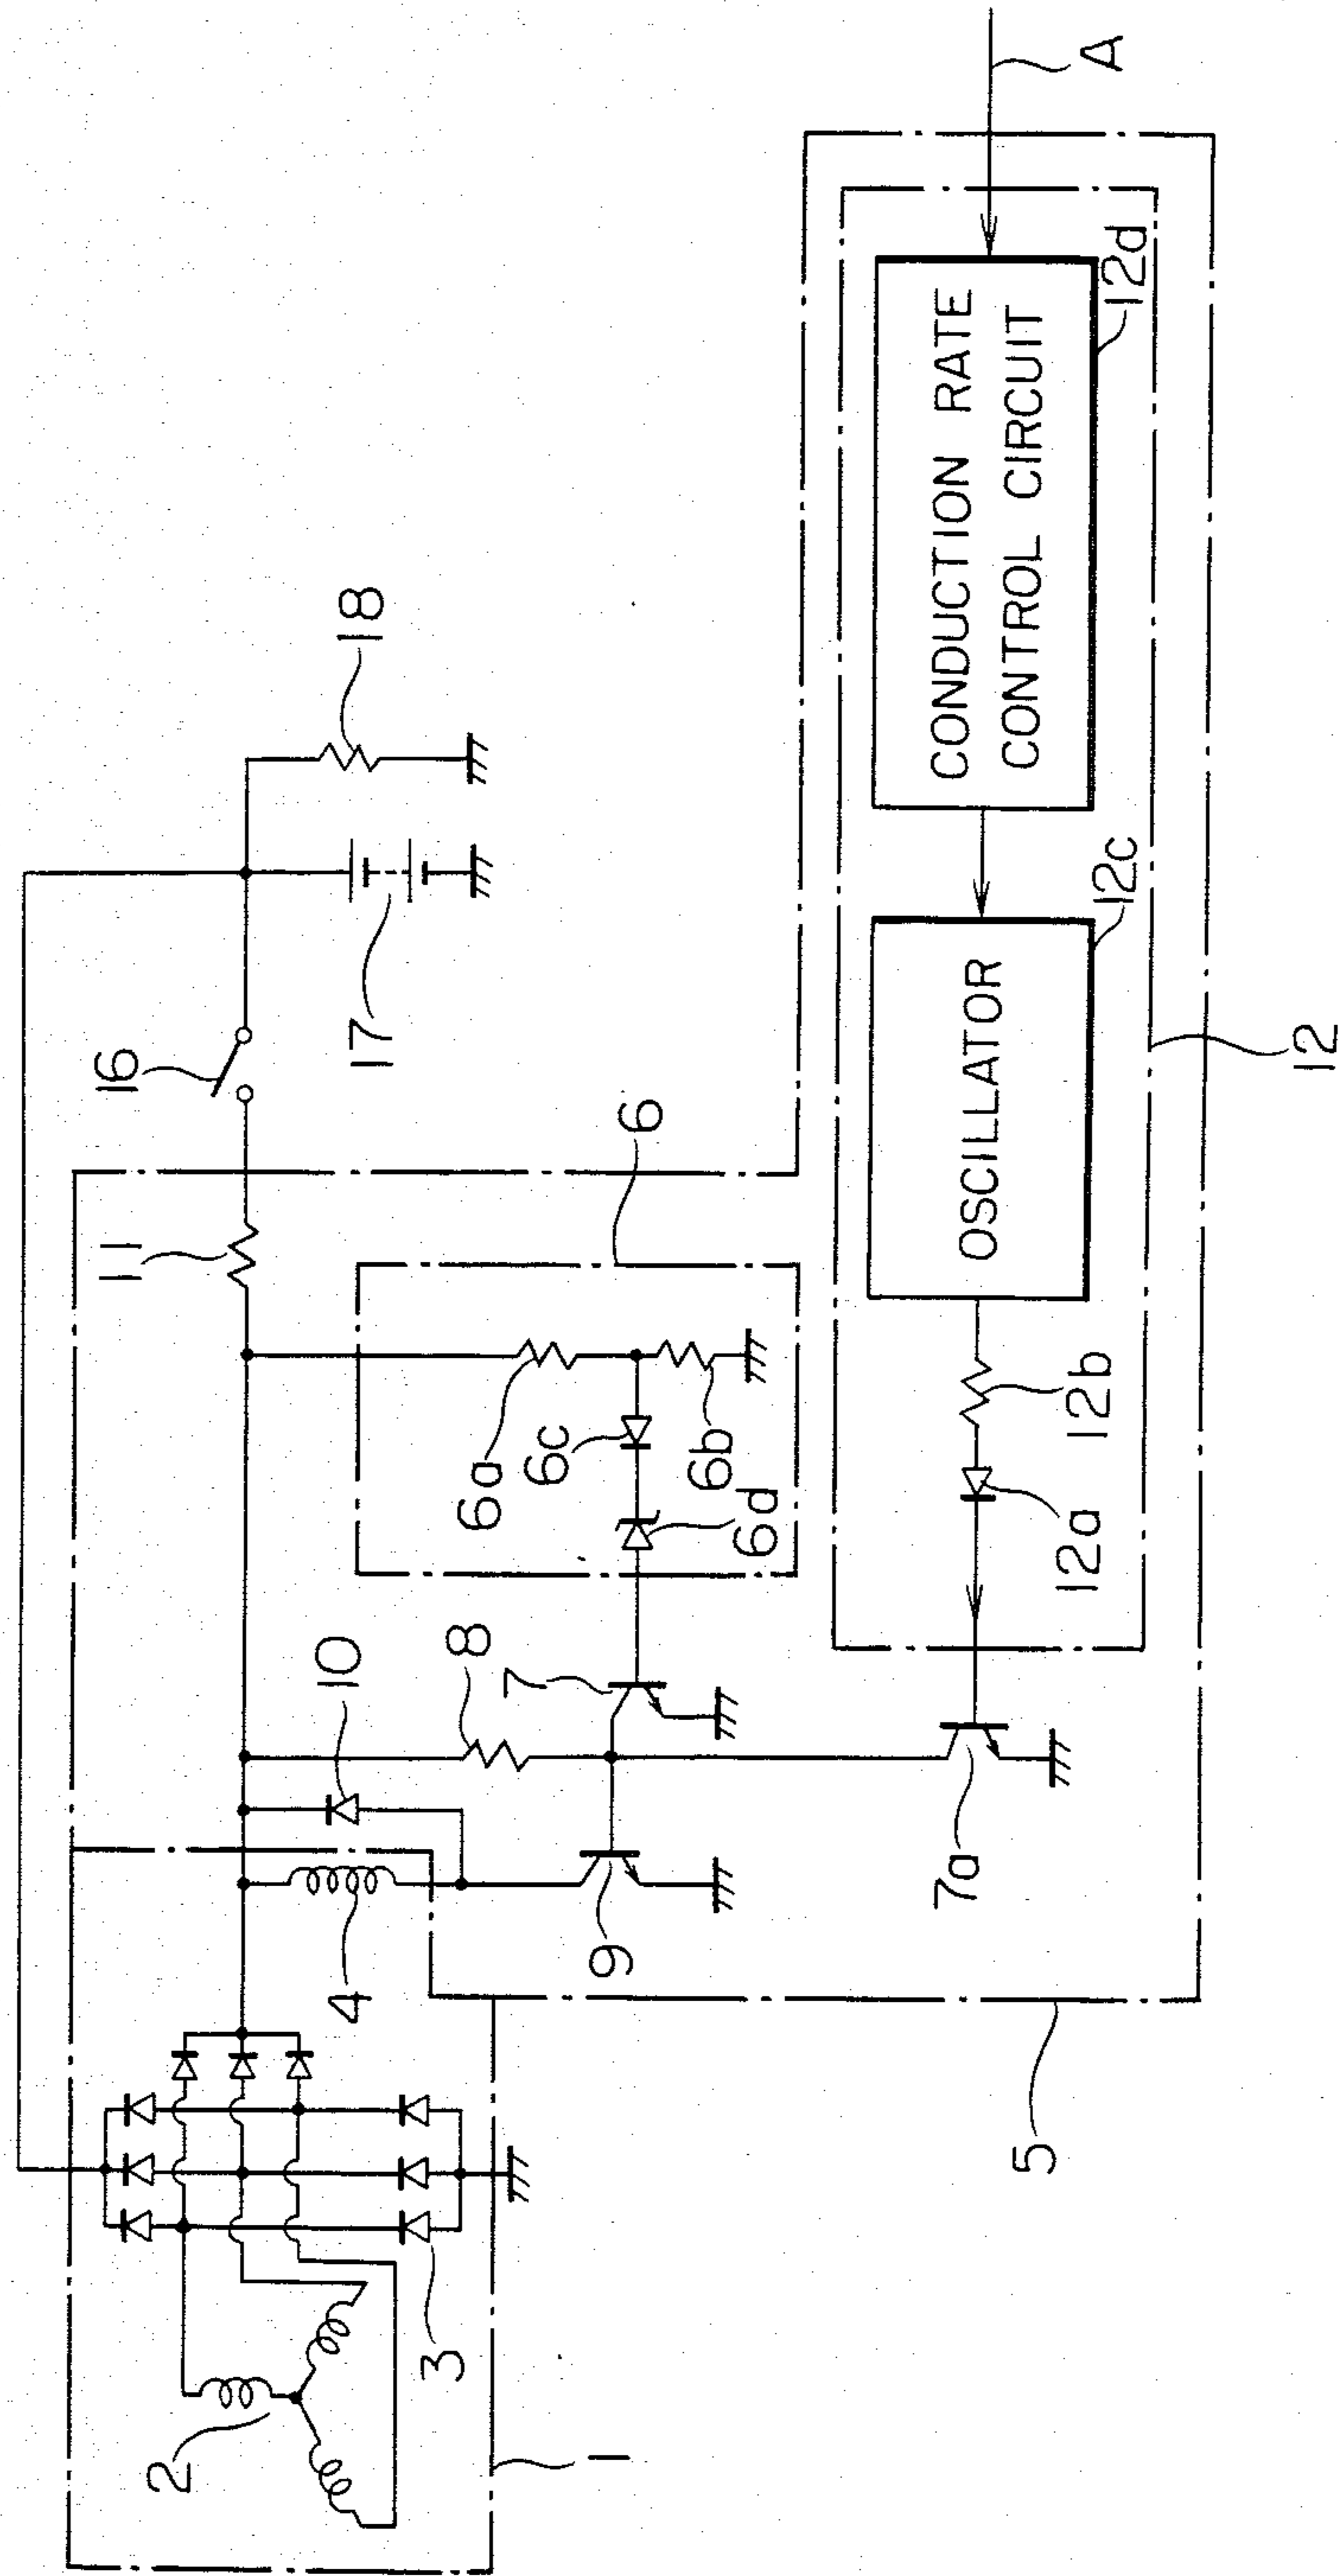 16
18
11
17
10
6
8
6a
6c
4
7
6b
6d
2
3
9
1
7a
12a
12b
OSCILLATOR
12c
CONDUCTION RATE
CONTROL CIRCUIT
12d
A
5
12